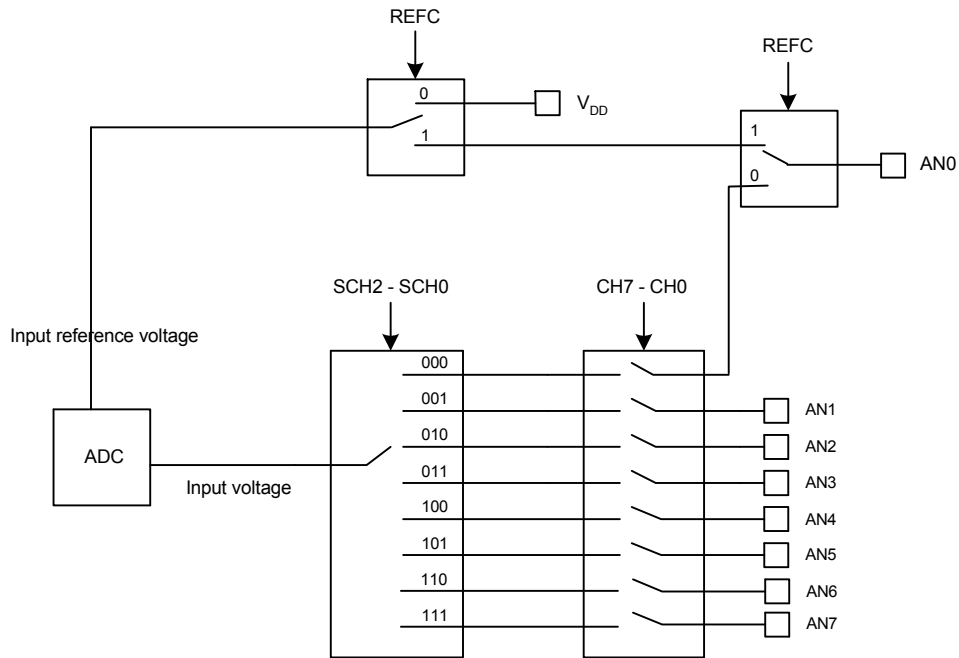 REFC
REFC
0
V_DD
1
1
AN0
0
SCH2 - SCH0
CH7 - CH0
Input reference voltage
000
001
AN1
ADC
010
AN2
Input voltage
011
AN3
100
AN4
101
AN5
110
AN6
111
AN7